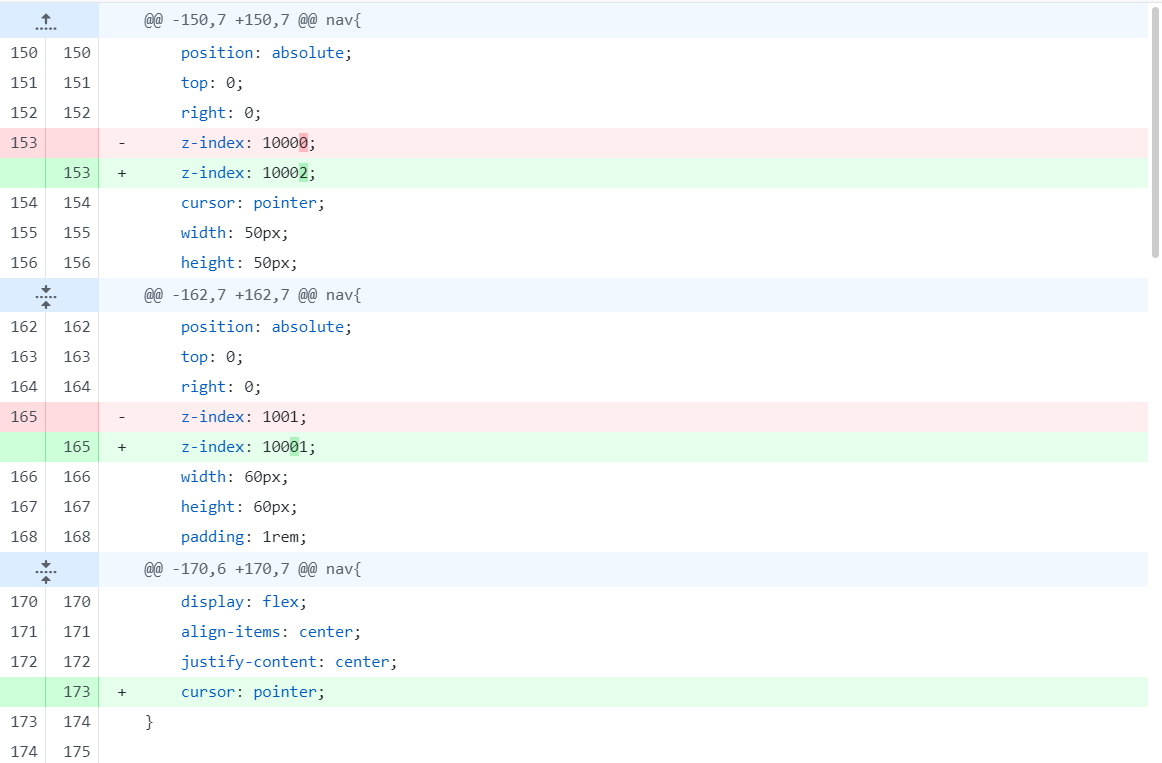 @@ -150,7 +150,7 @@ nav{
150 150 position: absolute;
151 151 top: 0;
152 152 right: 0;
153 - z-index: 10000;
153 + z-index: 10002;
154 154 cursor: pointer;
155 155 width: 50px;
156 156 height: 50px;
@@ -162,7 +162,7 @@ nav{
162 162 position: absolute;
163 163 top: 0;
164 164 right: 0;
165 - z-index: 1001;
165 + z-index: 10001;
166 166 width: 60px;
167 167 height: 60px;
168 168 padding: 1rem;
@@ -170,6 +170,7 @@ nav{
170 170 display: flex;
171 171 align-items: center;
172 172 justify-content: center;
173 + cursor: pointer;
173 174 }
174 175